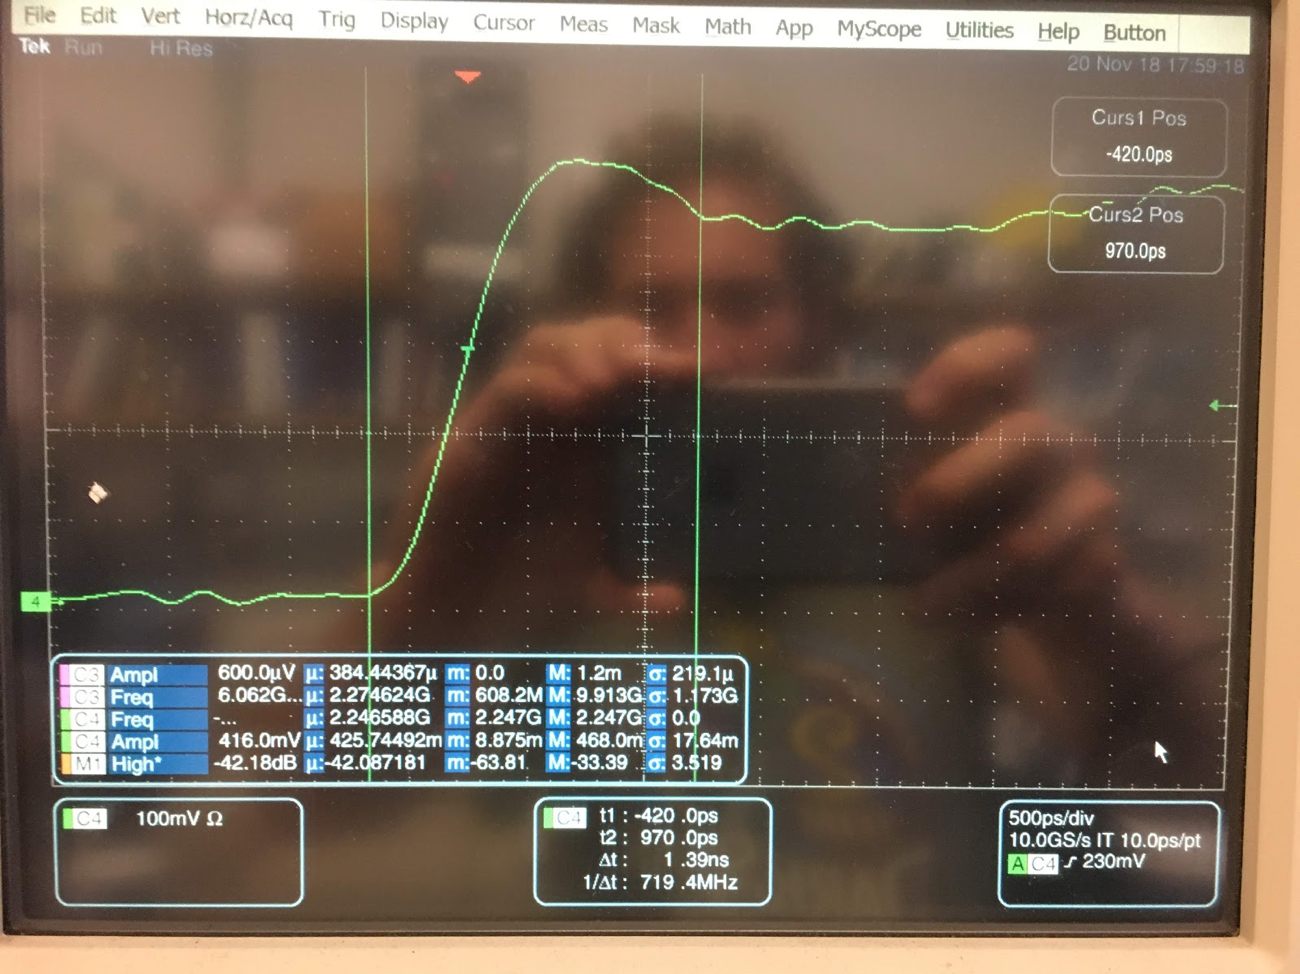 File Edit Vert Horz/Acq Trig Display Cursor Meas Mask Math App MyScope Utilities Help Button
Tek Run Hi Res
20 Nov 18 17:59:18
Curs1 Pos
-420.0ps
Curs2 Pos
970.0ps
4
C3 Ampl 600.0µV µ: 384.44367µ m: 0.0 M: 1.2m σ: 219.1µ
C3 Freq 6.062G... µ: 2.274624G m: 608.2M M: 9.913G σ: 1.173G
C4 Freq -... µ: 2.246588G m: 2.247G M: 2.247G σ: 0.0
C4 Ampl 416.0mV µ: 425.74492m m: 8.875m M: 468.0m σ: 17.64m
M1 High* -42.18dB µ: -42.087181 m: -63.81 M: -33.39 σ: 3.519
C4 100mV Ω
C4 t1 : -420 .0ps
t2 : 970 .0ps
Δt : 1 .39ns
1/Δt : 719 .4MHz
500ps/div
10.0GS/s IT 10.0ps/pt
A C4 ᔑ 230mV